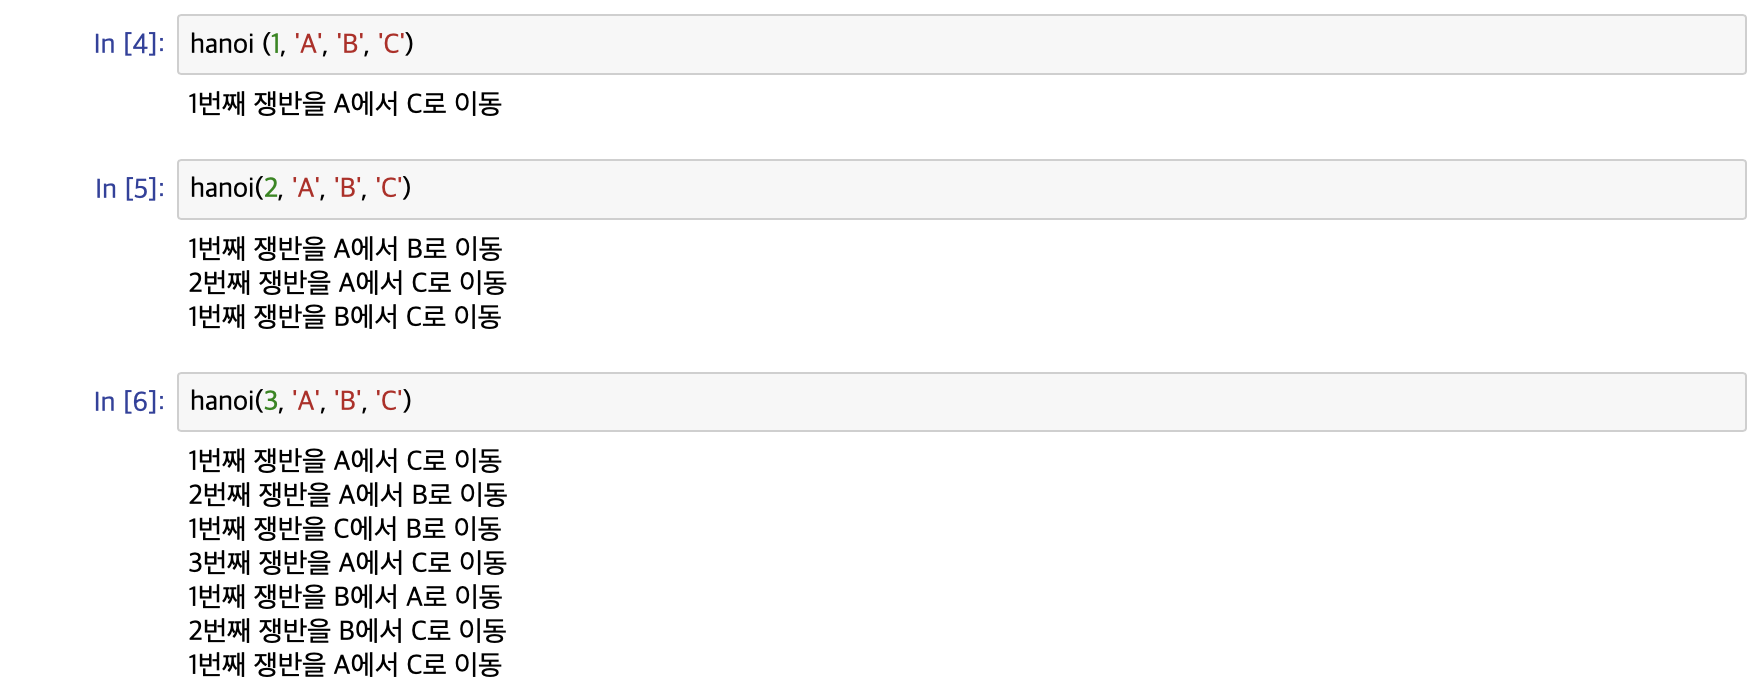 In [4]: hanoi (1, 'A', 'B', 'C')
1번째 쟁반을 A에서 C로 이동
In [5]: hanoi(2, 'A', 'B', 'C')
1번째 쟁반을 A에서 B로 이동
2번째 쟁반을 A에서 C로 이동
1번째 쟁반을 B에서 C로 이동
In [6]: hanoi(3, 'A', 'B', 'C')
1번째 쟁반을 A에서 C로 이동
2번째 쟁반을 A에서 B로 이동
1번째 쟁반을 C에서 B로 이동
3번째 쟁반을 A에서 C로 이동
1번째 쟁반을 B에서 A로 이동
2번째 쟁반을 B에서 C로 이동
1번째 쟁반을 A에서 C로 이동